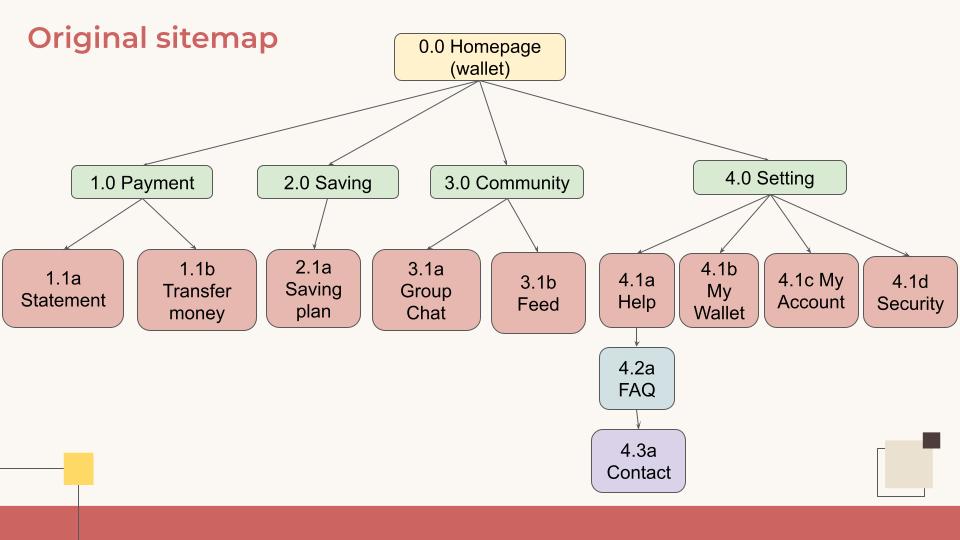 Original sitemap
0.0 Homepage
(wallet)
1.0 Payment
2.0 Saving
3.0 Community
4.0 Setting
1.1a
Statement
1.1b
Transfer
money
2.1a
Saving
plan
3.1a
Group
Chat
3.1b
Feed
4.1a
Help
4.1b
My
Wallet
4.1c My
Account
4.1d
Security
4.2a
FAQ
4.3a
Contact